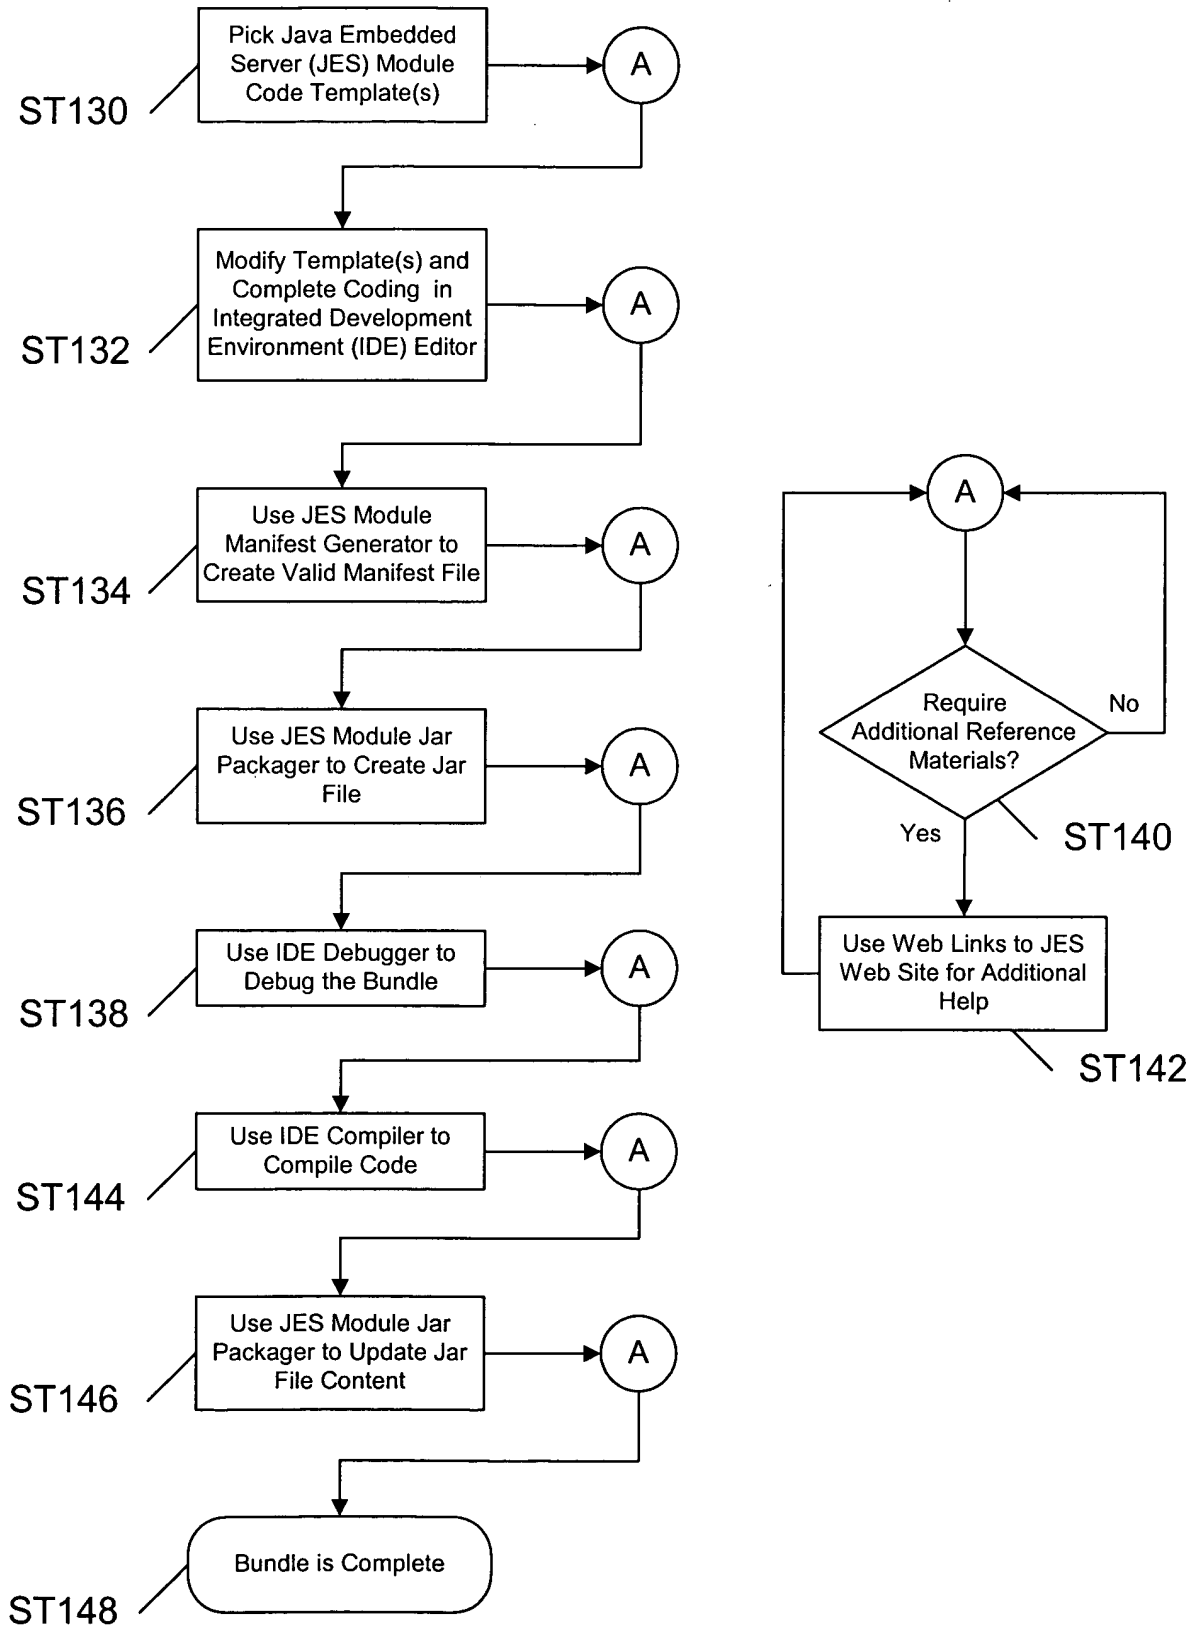 Pick Java Embedded
Server (JES) Module
Code Template(s)
A
ST130
Modify Template(s) and
Complete Coding in
Integrated Development
Environment (IDE) Editor
A
ST132
Use JES Module
Manifest Generator to
Create Valid Manifest File
A
ST134
Use JES Module Jar
Packager to Create Jar
File
A
ST136
Use IDE Debugger to
Debug the Bundle
A
ST138
Use IDE Compiler to
Compile Code
A
ST144
Use JES Module Jar
Packager to Update Jar
File Content
A
ST146
Bundle is Complete
ST148
A
Require
Additional Reference
Materials?
No
Yes
ST140
Use Web Links to JES
Web Site for Additional
Help
ST142